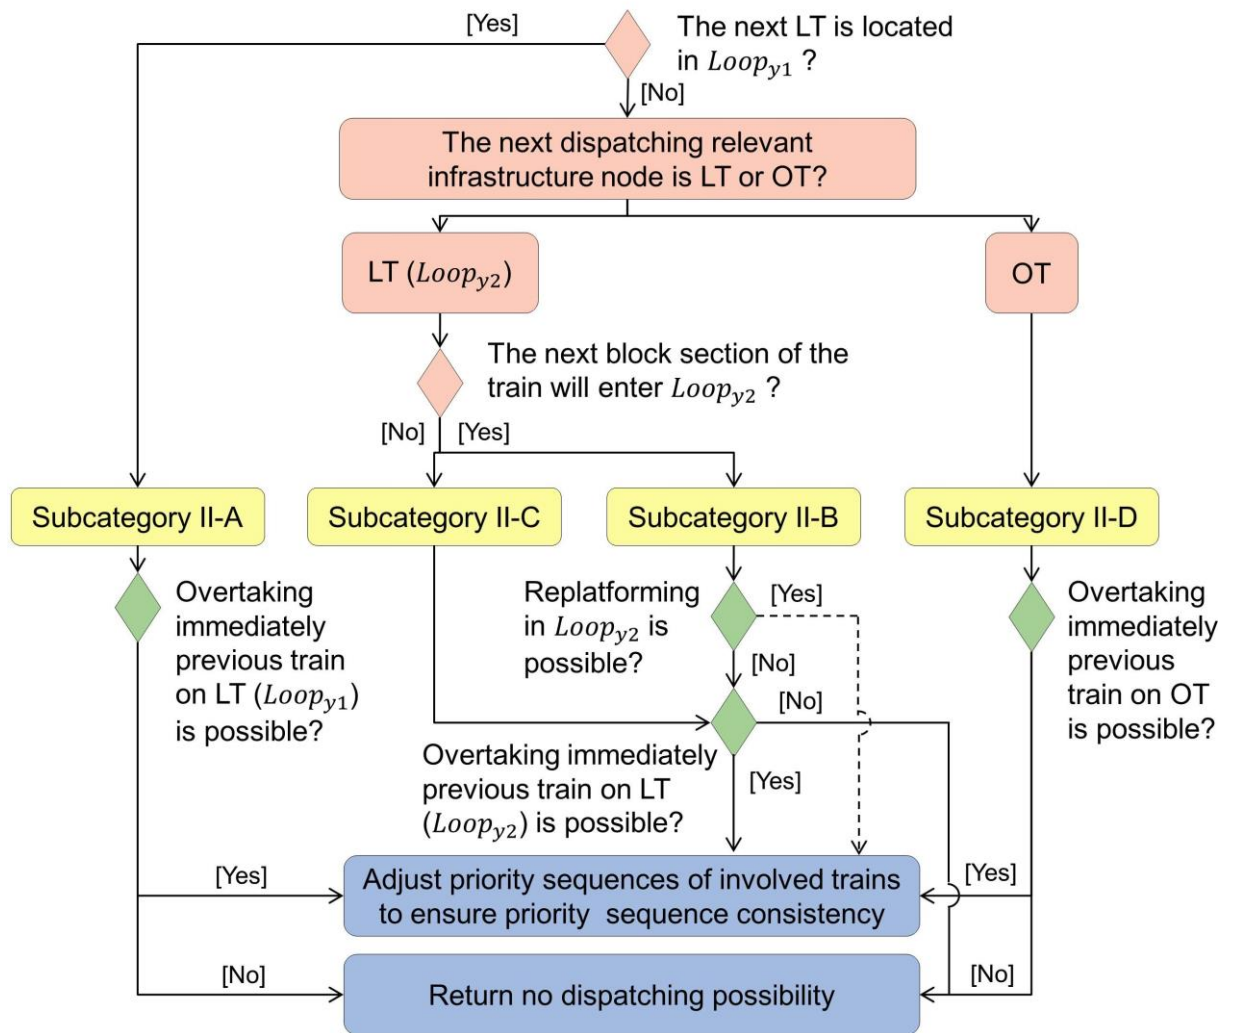 [Yes]
The next LT is located
in Loop_y1 ?
[No]
The next dispatching relevant
infrastructure node is LT or OT?
LT (Loop_y2)
OT
The next block section of the
train will enter Loop_y2 ?
[No]
[Yes]
Subcategory II-A
Subcategory II-C
Subcategory II-B
Subcategory II-D
Overtaking
immediately
previous train
on LT (Loop_y1)
is possible?
Replatforming
in Loop_y2 is
possible?
[Yes]
[No]
Overtaking
immediately
previous
train on OT
is possible?
[No]
Overtaking immediately
previous train on LT
(Loop_y2) is possible?
[Yes]
[Yes]
Adjust priority sequences of involved trains
to ensure priority sequence consistency
[Yes]
[No]
Return no dispatching possibility
[No]